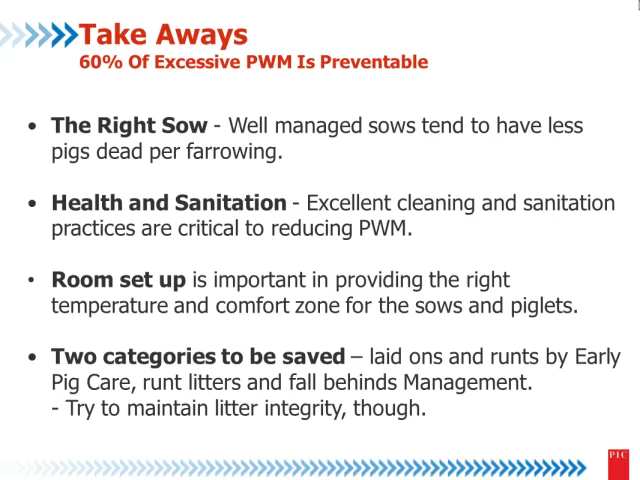 Take Aways
60% Of Excessive PWM Is Preventable
• The Right Sow - Well managed sows tend to have less
pigs dead per farrowing.
• Health and Sanitation - Excellent cleaning and sanitation
practices are critical to reducing PWM.
• Room set up is important in providing the right
temperature and comfort zone for the sows and piglets.
• Two categories to be saved – laid ons and runts by Early
Pig Care, runt litters and fall behinds Management.
- Try to maintain litter integrity, though.
PIC